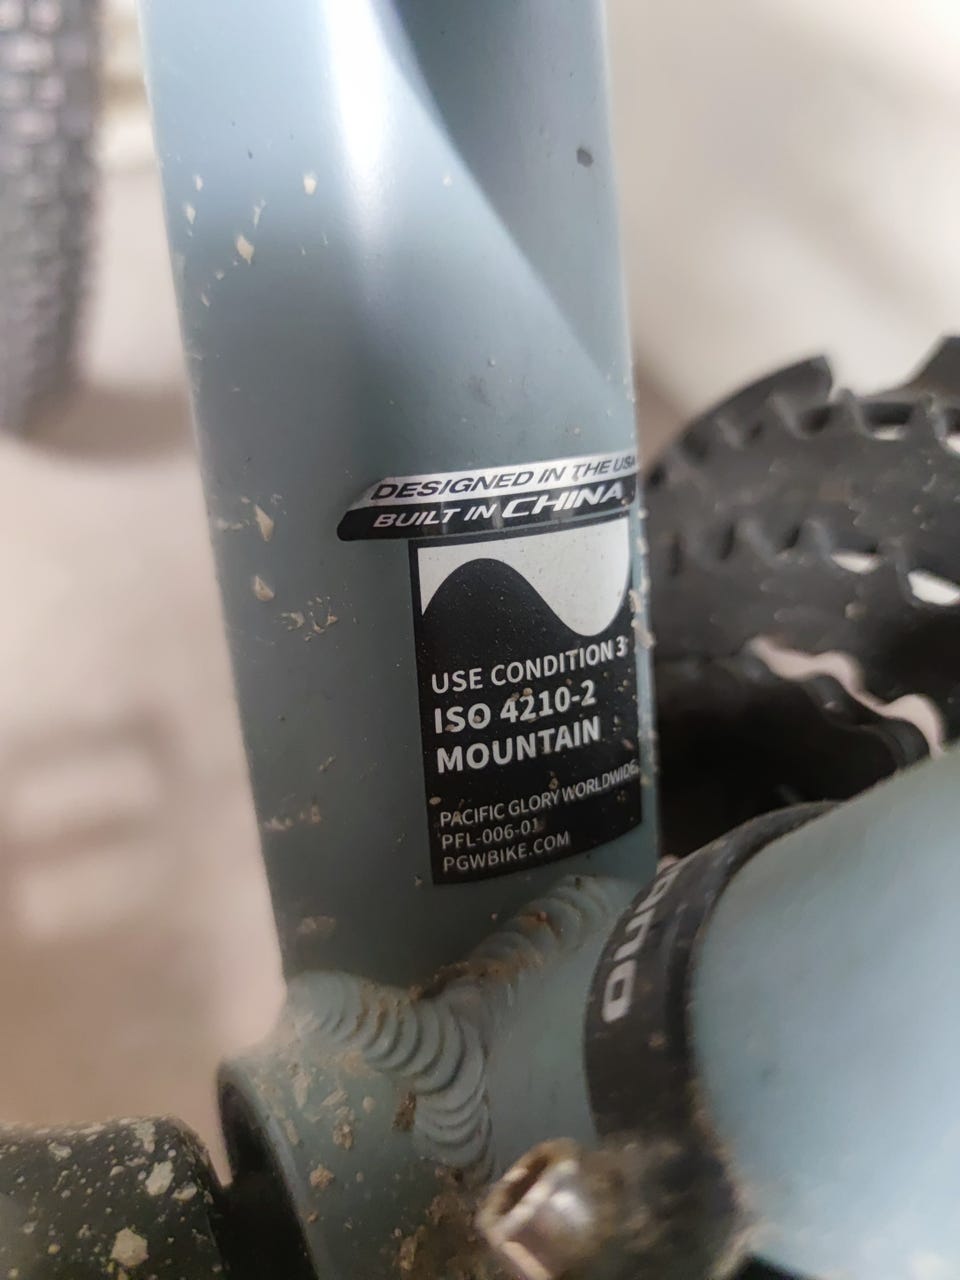 DESIGNED IN THE USA
BUILT IN CHINA
USE CONDITION 3
ISO 4210-2
MOUNTAIN
PACIFIC GLORY WORLDWIDE
PFL-006-01
PGWBIKE.COM